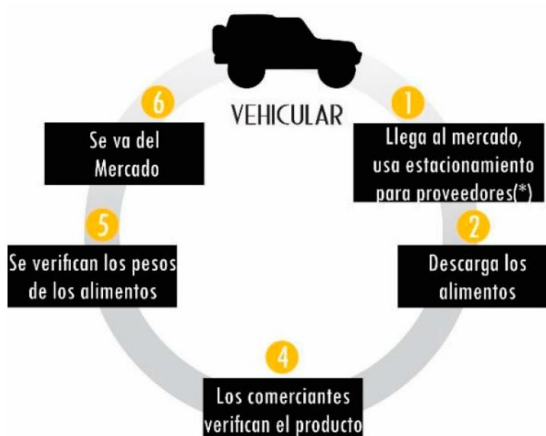 VEHICULAR
1
Llega al mercado,
usa estacionamiento
para proveedores(*)
2
Descarga los
alimentos
4
Los comerciantes
verifican el producto
5
Se verifican los pesos
de los alimentos
6
Se va del
Mercado